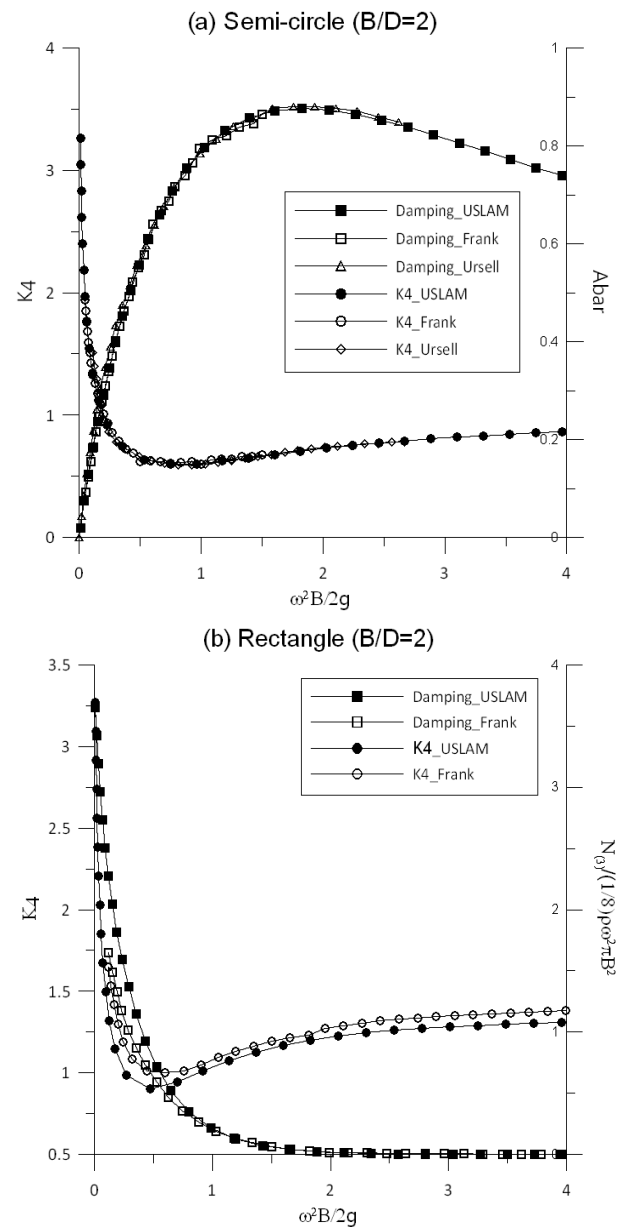 (a) Semi-circle (B/D=2)
4
3
2
1
0
K4
1
0.8
0.6
0.4
0.2
0
Abar
Damping_USLAM
Damping_Frank
Damping_Ursell
K4_USLAM
K4_Frank
K4_Ursell
0 1 2 3 4
ω²B/2g
(b) Rectangle (B/D=2)
3.5
3
2.5
2
1.5
1
0.5
K4
4
3
2
1
0
N₍₃₎/(1/8)ρω²πB²
Damping_USLAM
Damping_Frank
K4_USLAM
K4_Frank
0 1 2 3 4
ω²B/2g